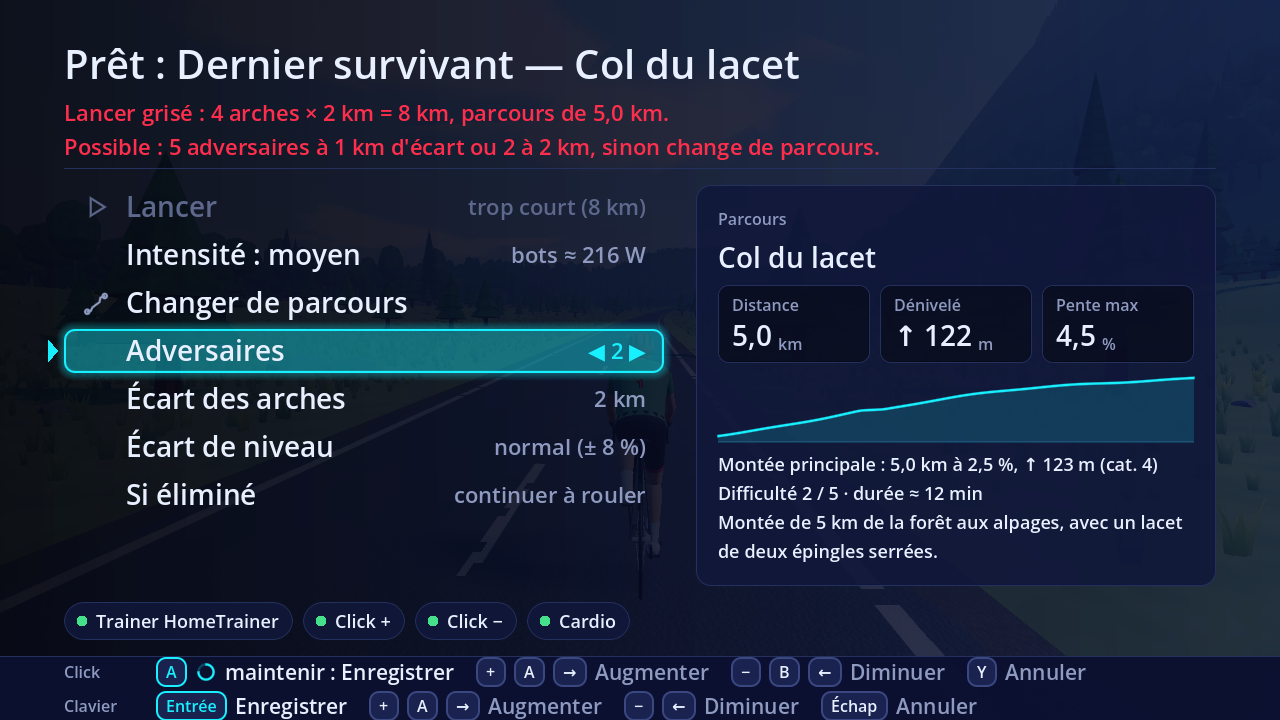 Prêt : Dernier survivant — Col du lacet
Lancer grisé : 4 arches × 2 km = 8 km, parcours de 5,0 km.
Possible : 5 adversaires à 1 km d'écart ou 2 à 2 km, sinon change de parcours.
Lancer trop court (8 km)
Intensité : moyen bots ≈ 216 W
Changer de parcours
Adversaires ◀ 2 ▶
Écart des arches 2 km
Écart de niveau normal (± 8 %)
Si éliminé continuer à rouler
Parcours
Col du lacet
Distance Dénivelé Pente max
5,0 km ↑ 122 m 4,5 %
Montée principale : 5,0 km à 2,5 %, ↑ 123 m (cat. 4)
Difficulté 2 / 5 · durée ≈ 12 min
Montée de 5 km de la forêt aux alpages, avec un lacet
de deux épingles serrées.
Trainer HomeTrainer Click + Click − Cardio
Click A maintenir : Enregistrer + A → Augmenter − B ← Diminuer Y Annuler
Clavier Entrée Enregistrer + A → Augmenter − ← Diminuer Échap Annuler